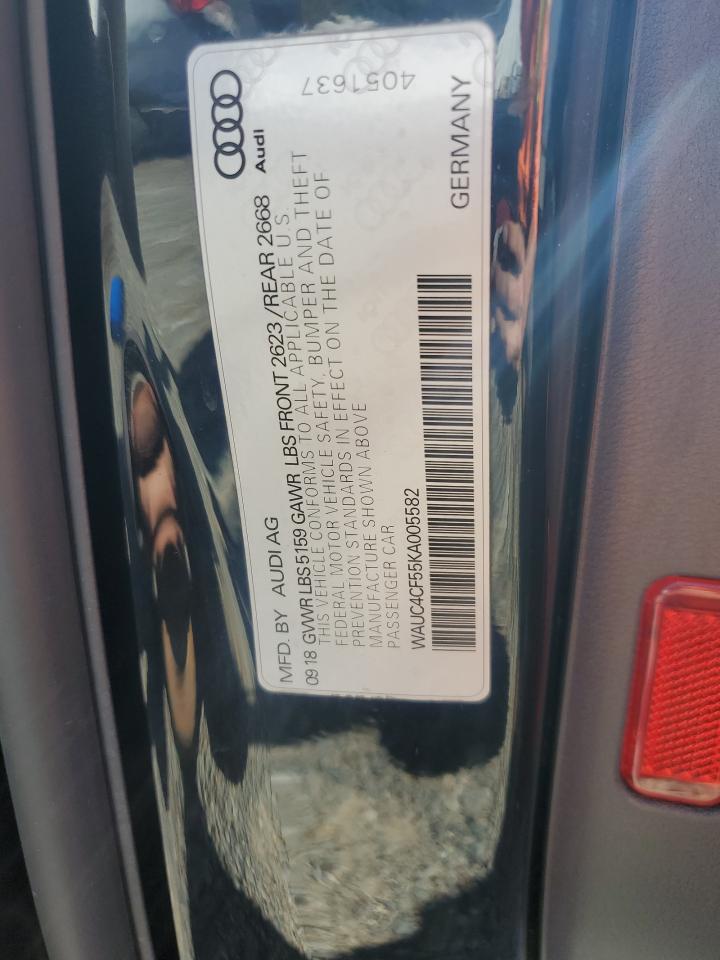 MFD. BY AUDI AG
0918 GVWR LBS 5159 GAWR LBS FRONT 2623 / REAR 2668
THIS VEHICLE CONFORMS TO ALL APPLICABLE U.S.
FEDERAL MOTOR VEHICLE SAFETY, BUMPER AND THEFT
PREVENTION STANDARDS IN EFFECT ON THE DATE OF
MANUFACTURE SHOWN ABOVE
PASSENGER CAR
WAUC4CF55KA005582
Audi
4051637
GERMANY